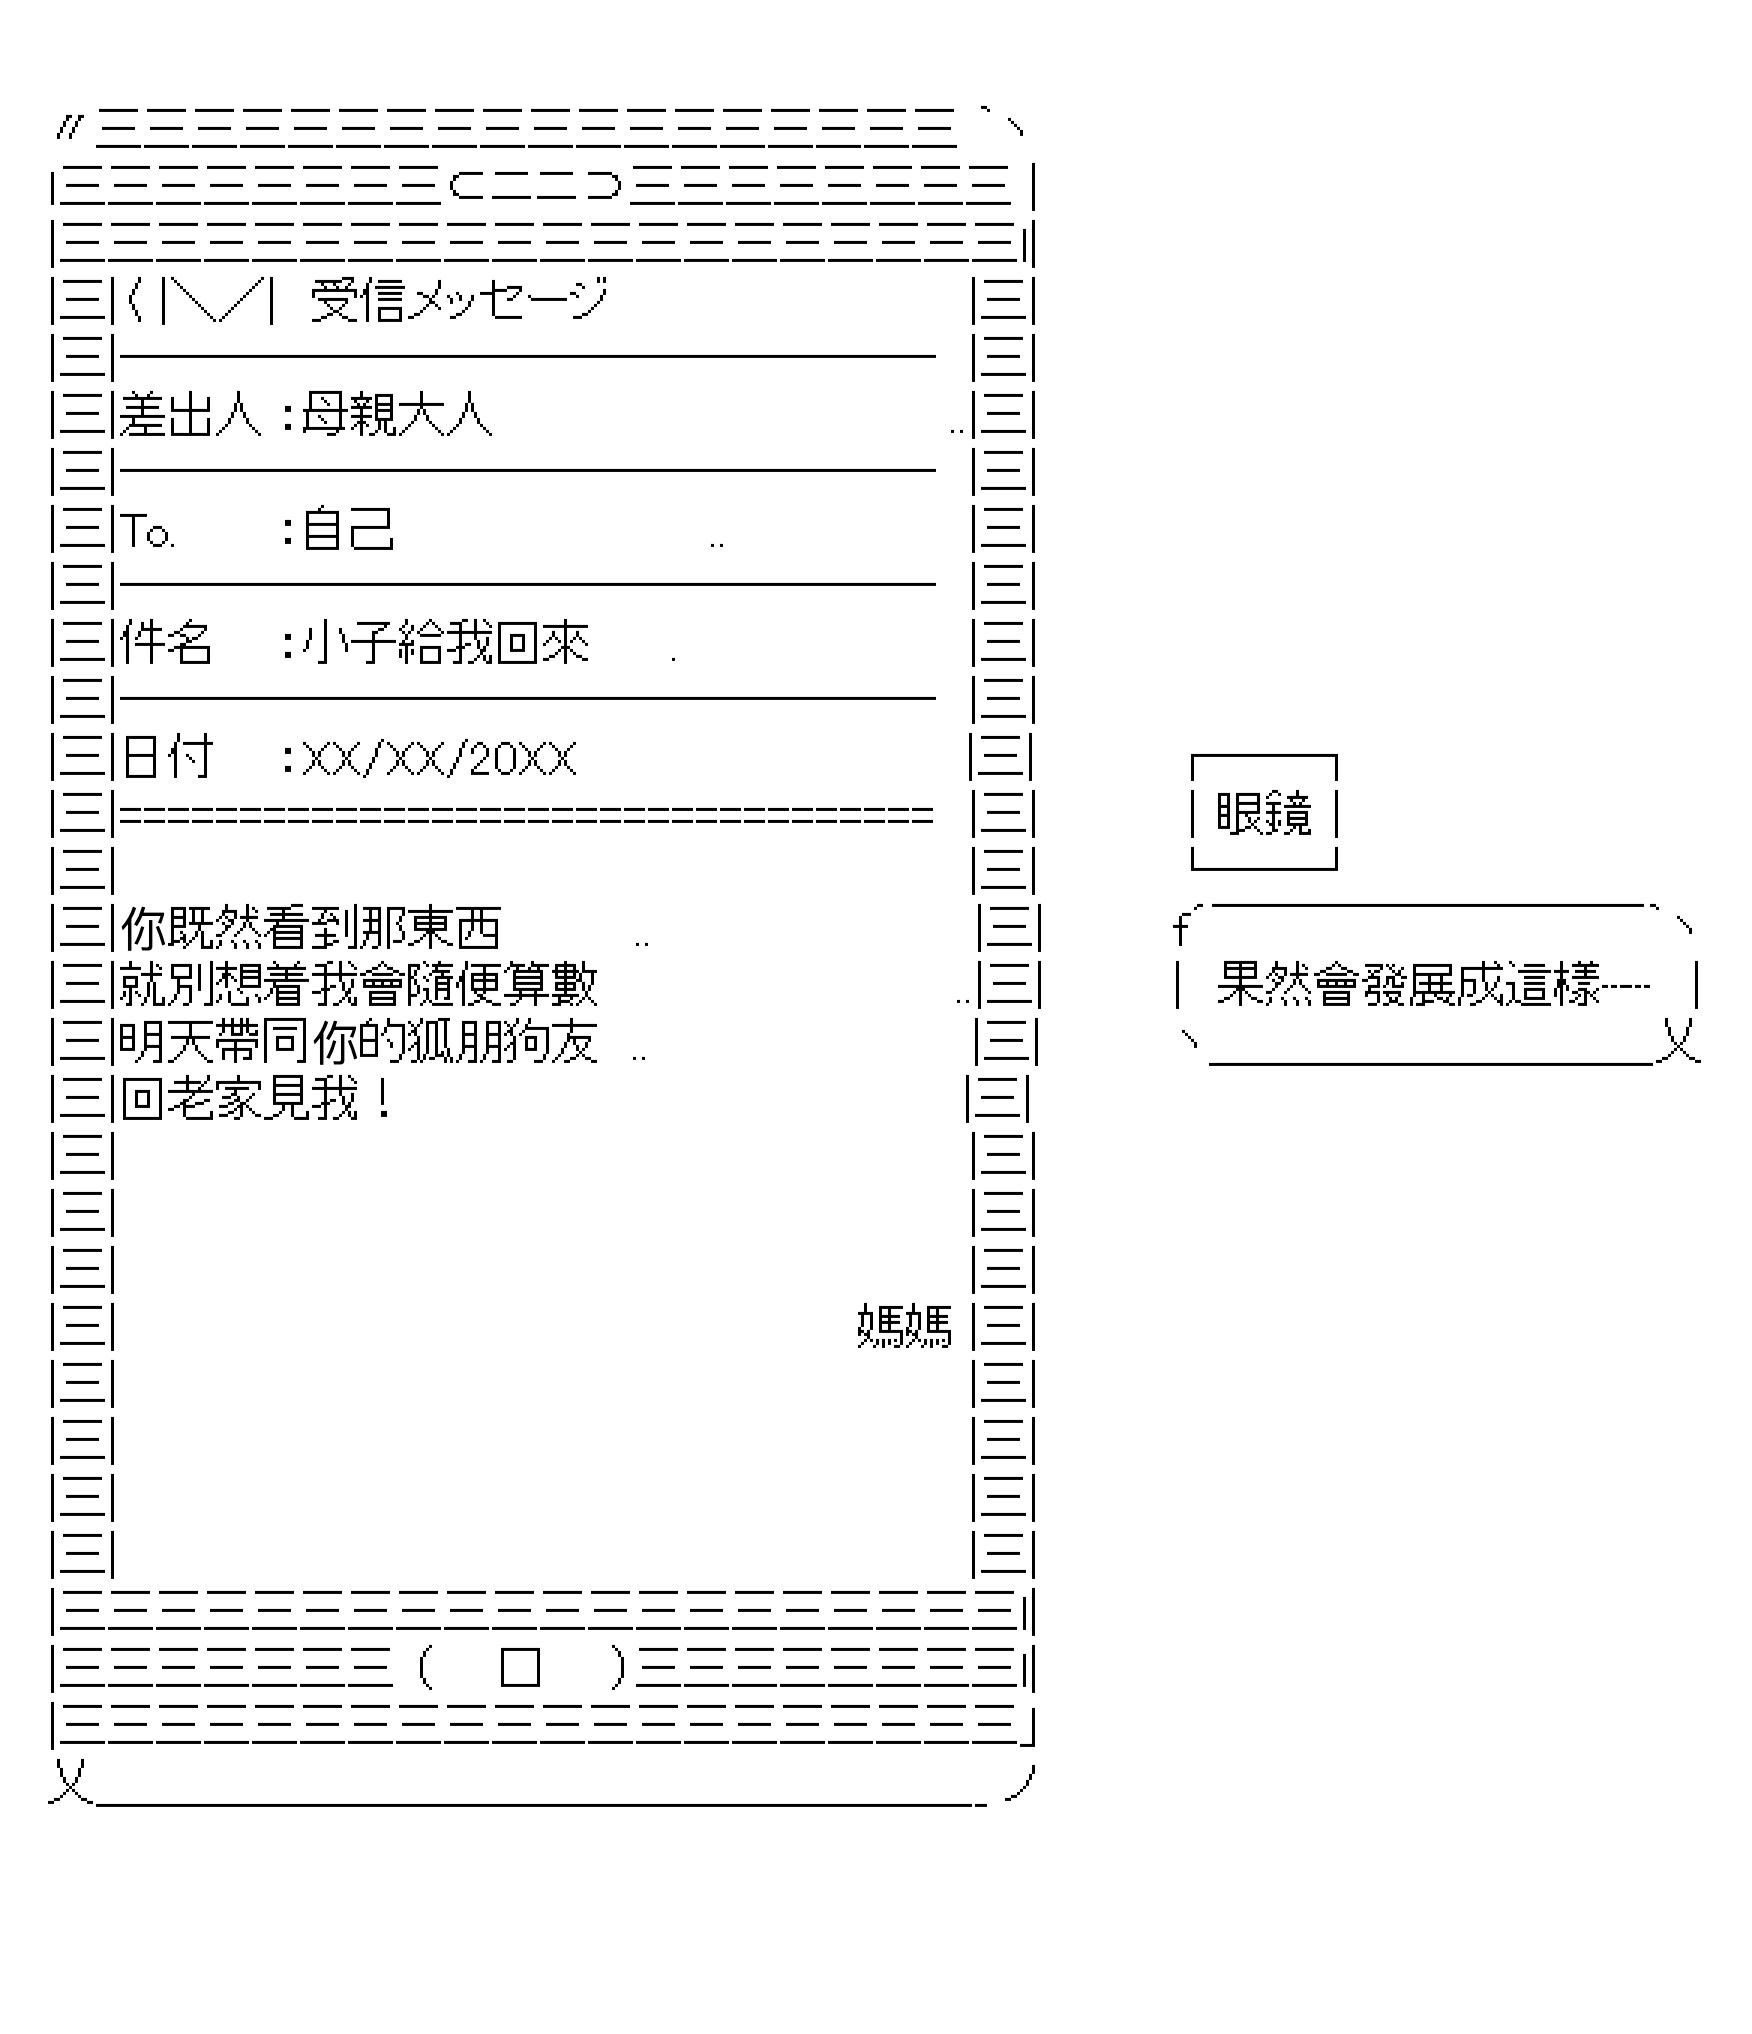 受信メッセージ
差出人：母親大人
To.　　：自己
件名　：小子給我回來
日付　：XX/XX/20XX
你既然看到那東西
就別想着我會隨便算數
明天帶同你的狐朋狗友
回老家見我！
媽媽
眼鏡
果然會發展成這樣┄┄